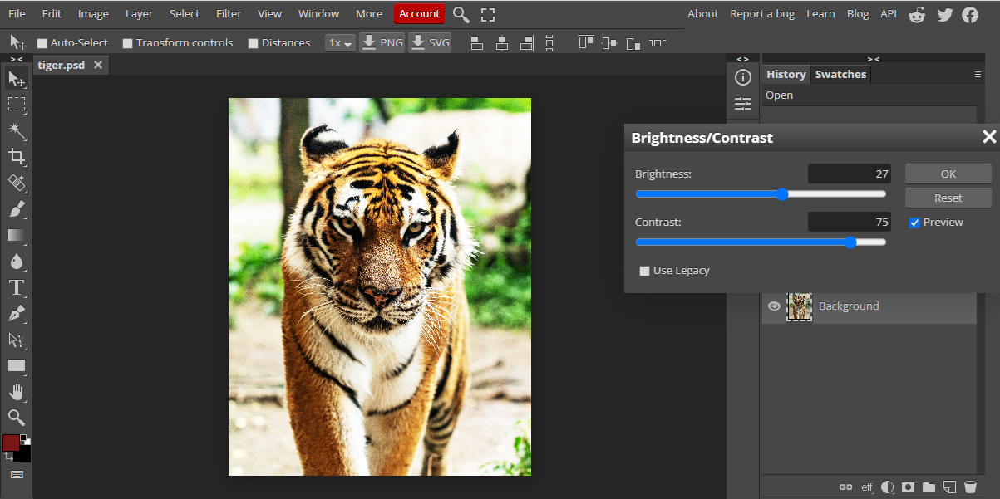 File Edit Image Layer Select Filter View Window More Account About Report a bug Learn Blog API
Auto-Select Transform controls Distances 1x PNG SVG
> < < > > <
tiger.psd
History Swatches
Open
Brightness/Contrast
Brightness: 27 OK
Reset
Contrast: 75 Preview
Use Legacy
Background
eff